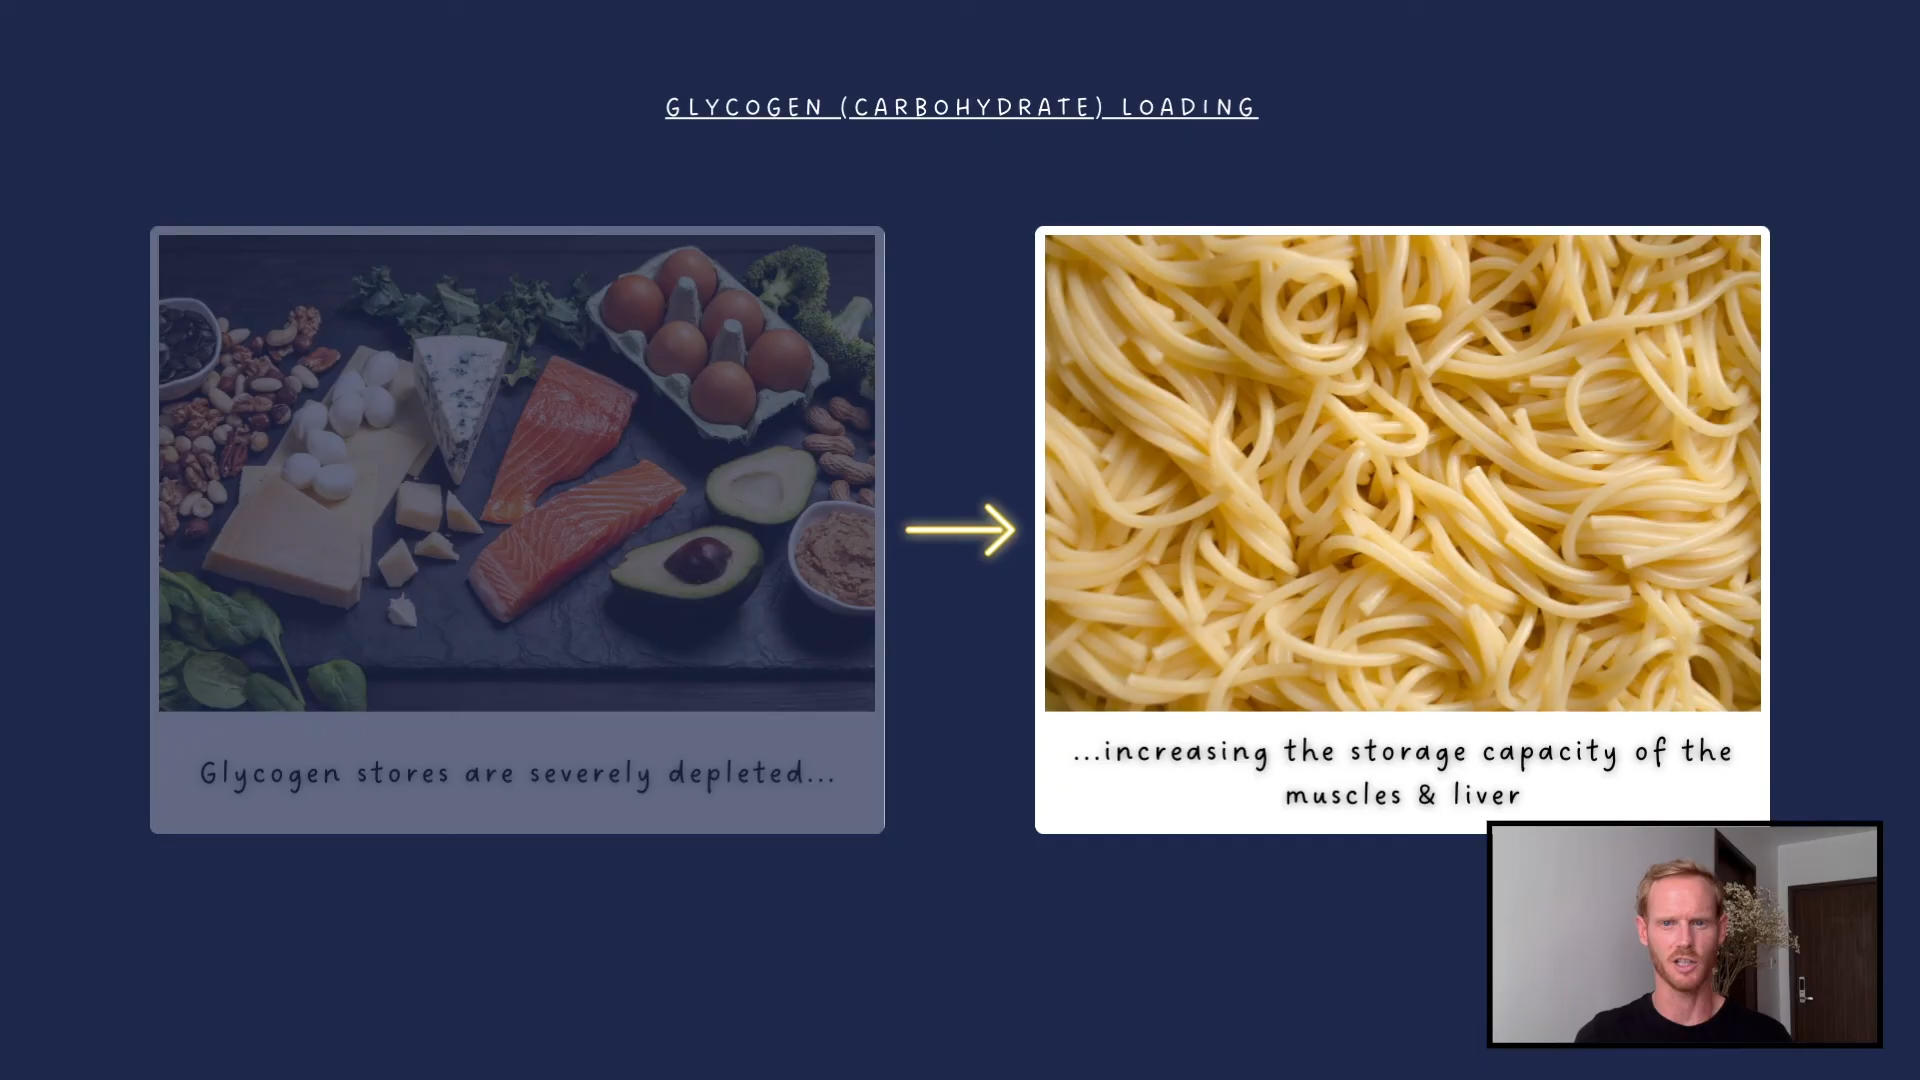 GLYCOGEN (CARBOHYDRATE) LOADING
Glycogen stores are severely depleted...
...increasing the storage capacity of the
muscles & liver